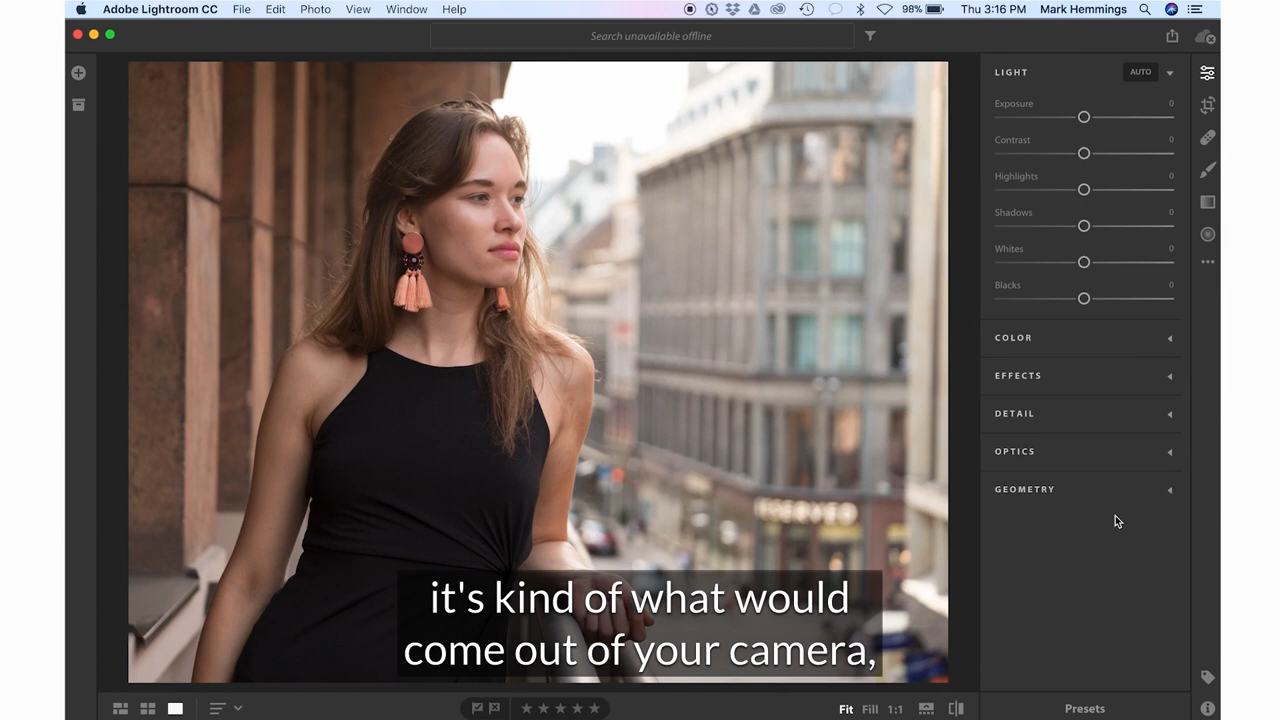 Adobe Lightroom CC File Edit Photo View Window Help 98% Thu 3:16 PM Mark Hemmings
Search unavailable offline
LIGHT AUTO
Exposure 0
Contrast 0
Highlights 0
Shadows 0
Whites 0
Blacks 0
COLOR
EFFECTS
DETAIL
OPTICS
GEOMETRY
it's kind of what would
come out of your camera,
Fit Fill 1:1 Presets